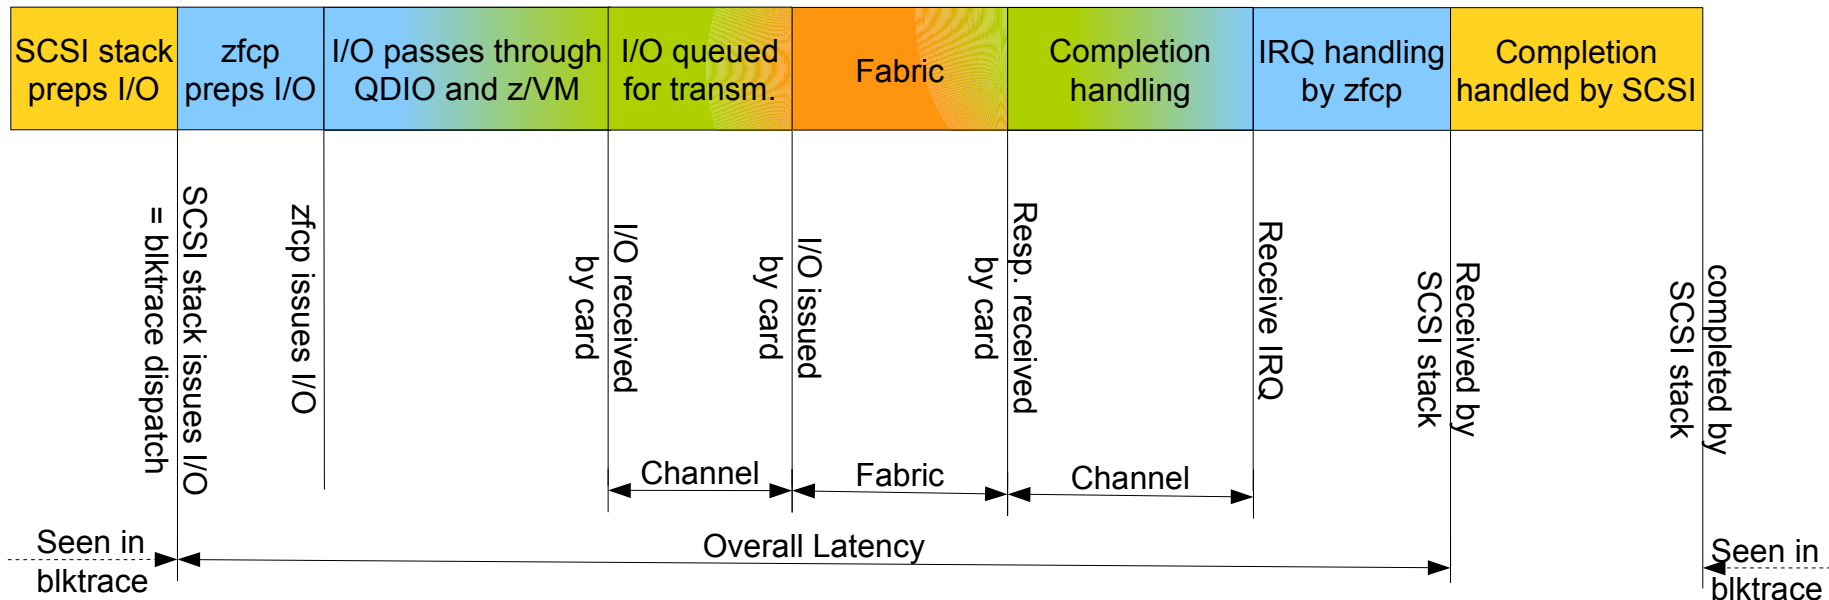 SCSI stack
preps I/O
zfcp
preps I/O
I/O passes through
QDIO and z/VM
I/O queued
for transm.
Fabric
Completion
handling
IRQ handling
by zfcp
Completion
handled by SCSI
SCSI stack issues I/O
= blktrace dispatch
zfcp issues I/O
I/O received
by card
I/O issued
by card
Resp. received
by card
Receive IRQ
Received by
SCSI stack
completed by
SCSI stack
Channel
Fabric
Channel
Seen in
blktrace
Overall Latency
Seen in
blktrace